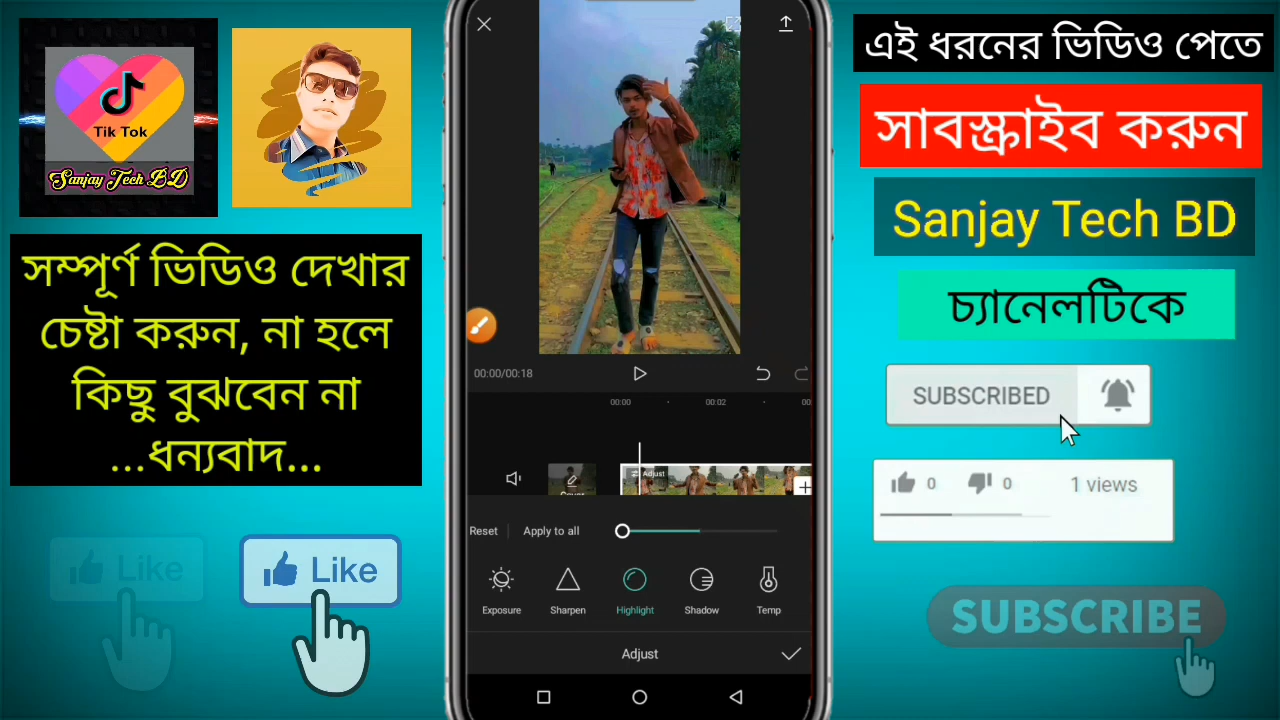 Tik Tok
Sanjay Tech BD
সম্পূর্ণ ভিডিও দেখার
চেষ্টা করুন, না হলে
কিছু বুঝবেন না
...ধন্যবাদ...
Like
Like
00:00/00:18
00:00
00:02
00
Adjust
Cover
Reset
Apply to all
Exposure
Sharpen
Highlight
Shadow
Temp
Adjust
এই ধরনের ভিডিও পেতে
সাবস্ক্রাইব করুন
Sanjay Tech BD
চ্যানেলটিকে
SUBSCRIBED
0
0
1 views
SUBSCRIBE